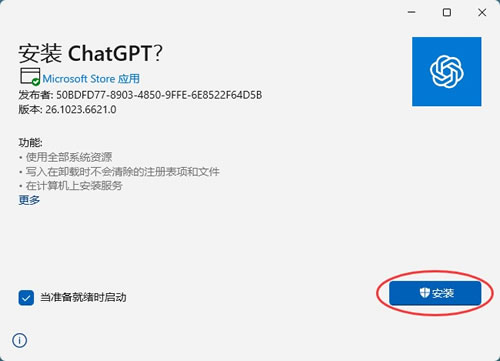 安装 ChatGPT?
Microsoft Store 应用
发布者: 50BDFD77-8903-4850-9FFE-6E8522F64D5B
版本: 26.1023.6621.0
功能:
• 使用全部系统资源
• 写入在卸载时不会清除的注册表项和文件
• 在计算机上安装服务
更多
当准备就绪时启动
安装